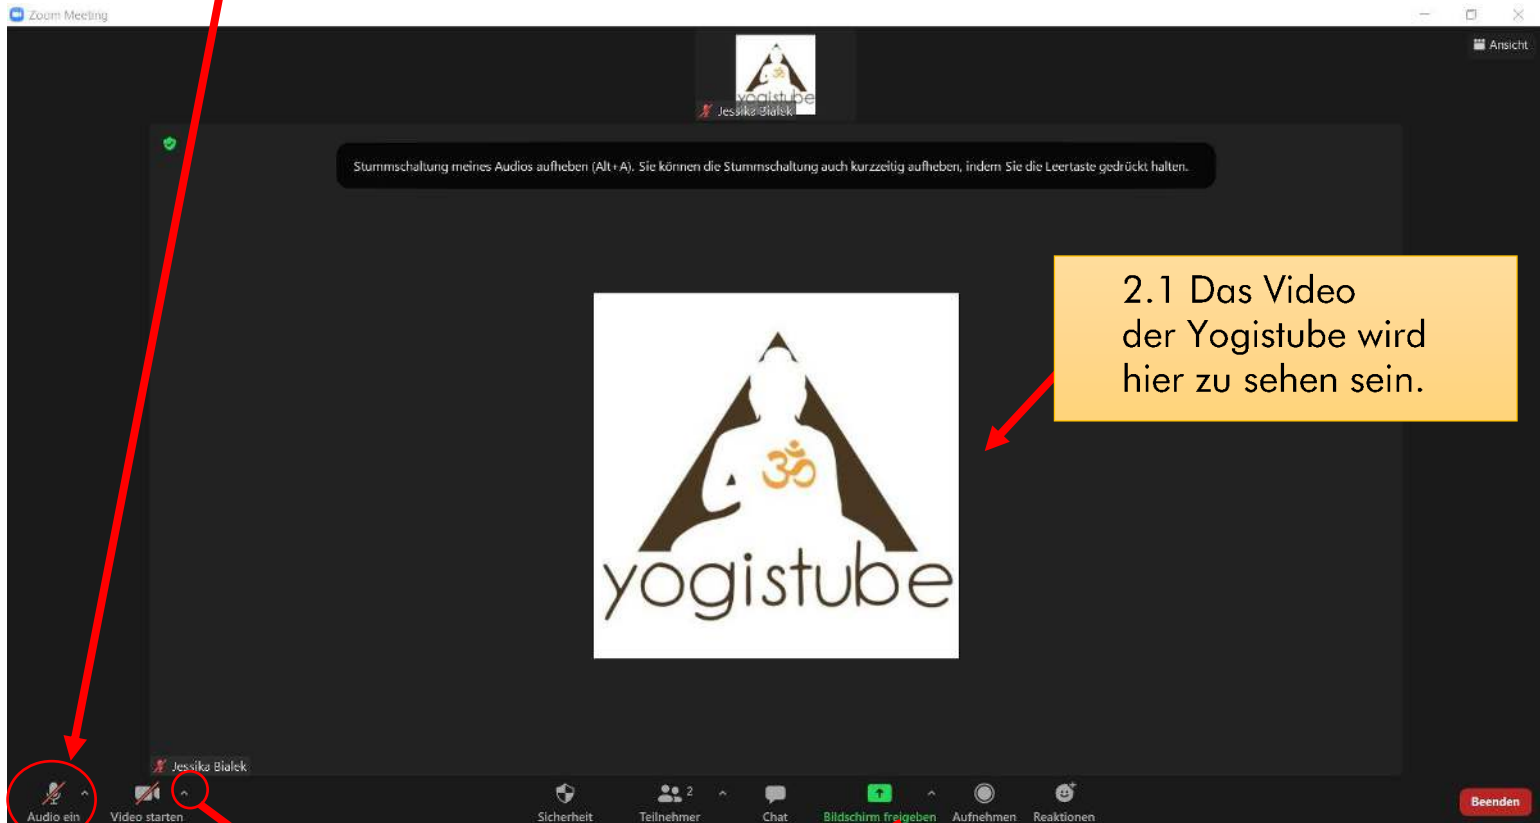 Zoom Meeting
Ansicht
yogistube
Jessika Bialek
Stummschaltung meines Audios aufheben (Alt+A). Sie können die Stummschaltung auch kurzzeitig aufheben, indem Sie die Leertaste gedrückt halten.
2.1 Das Video
der Yogistube wird
hier zu sehen sein.
ॐ
yogistube
Jessika Bialek
Audio ein
Video starten
Sicherheit
2
Teilnehmer
Chat
Bildschirm freigeben
Aufnehmen
Reaktionen
Beenden